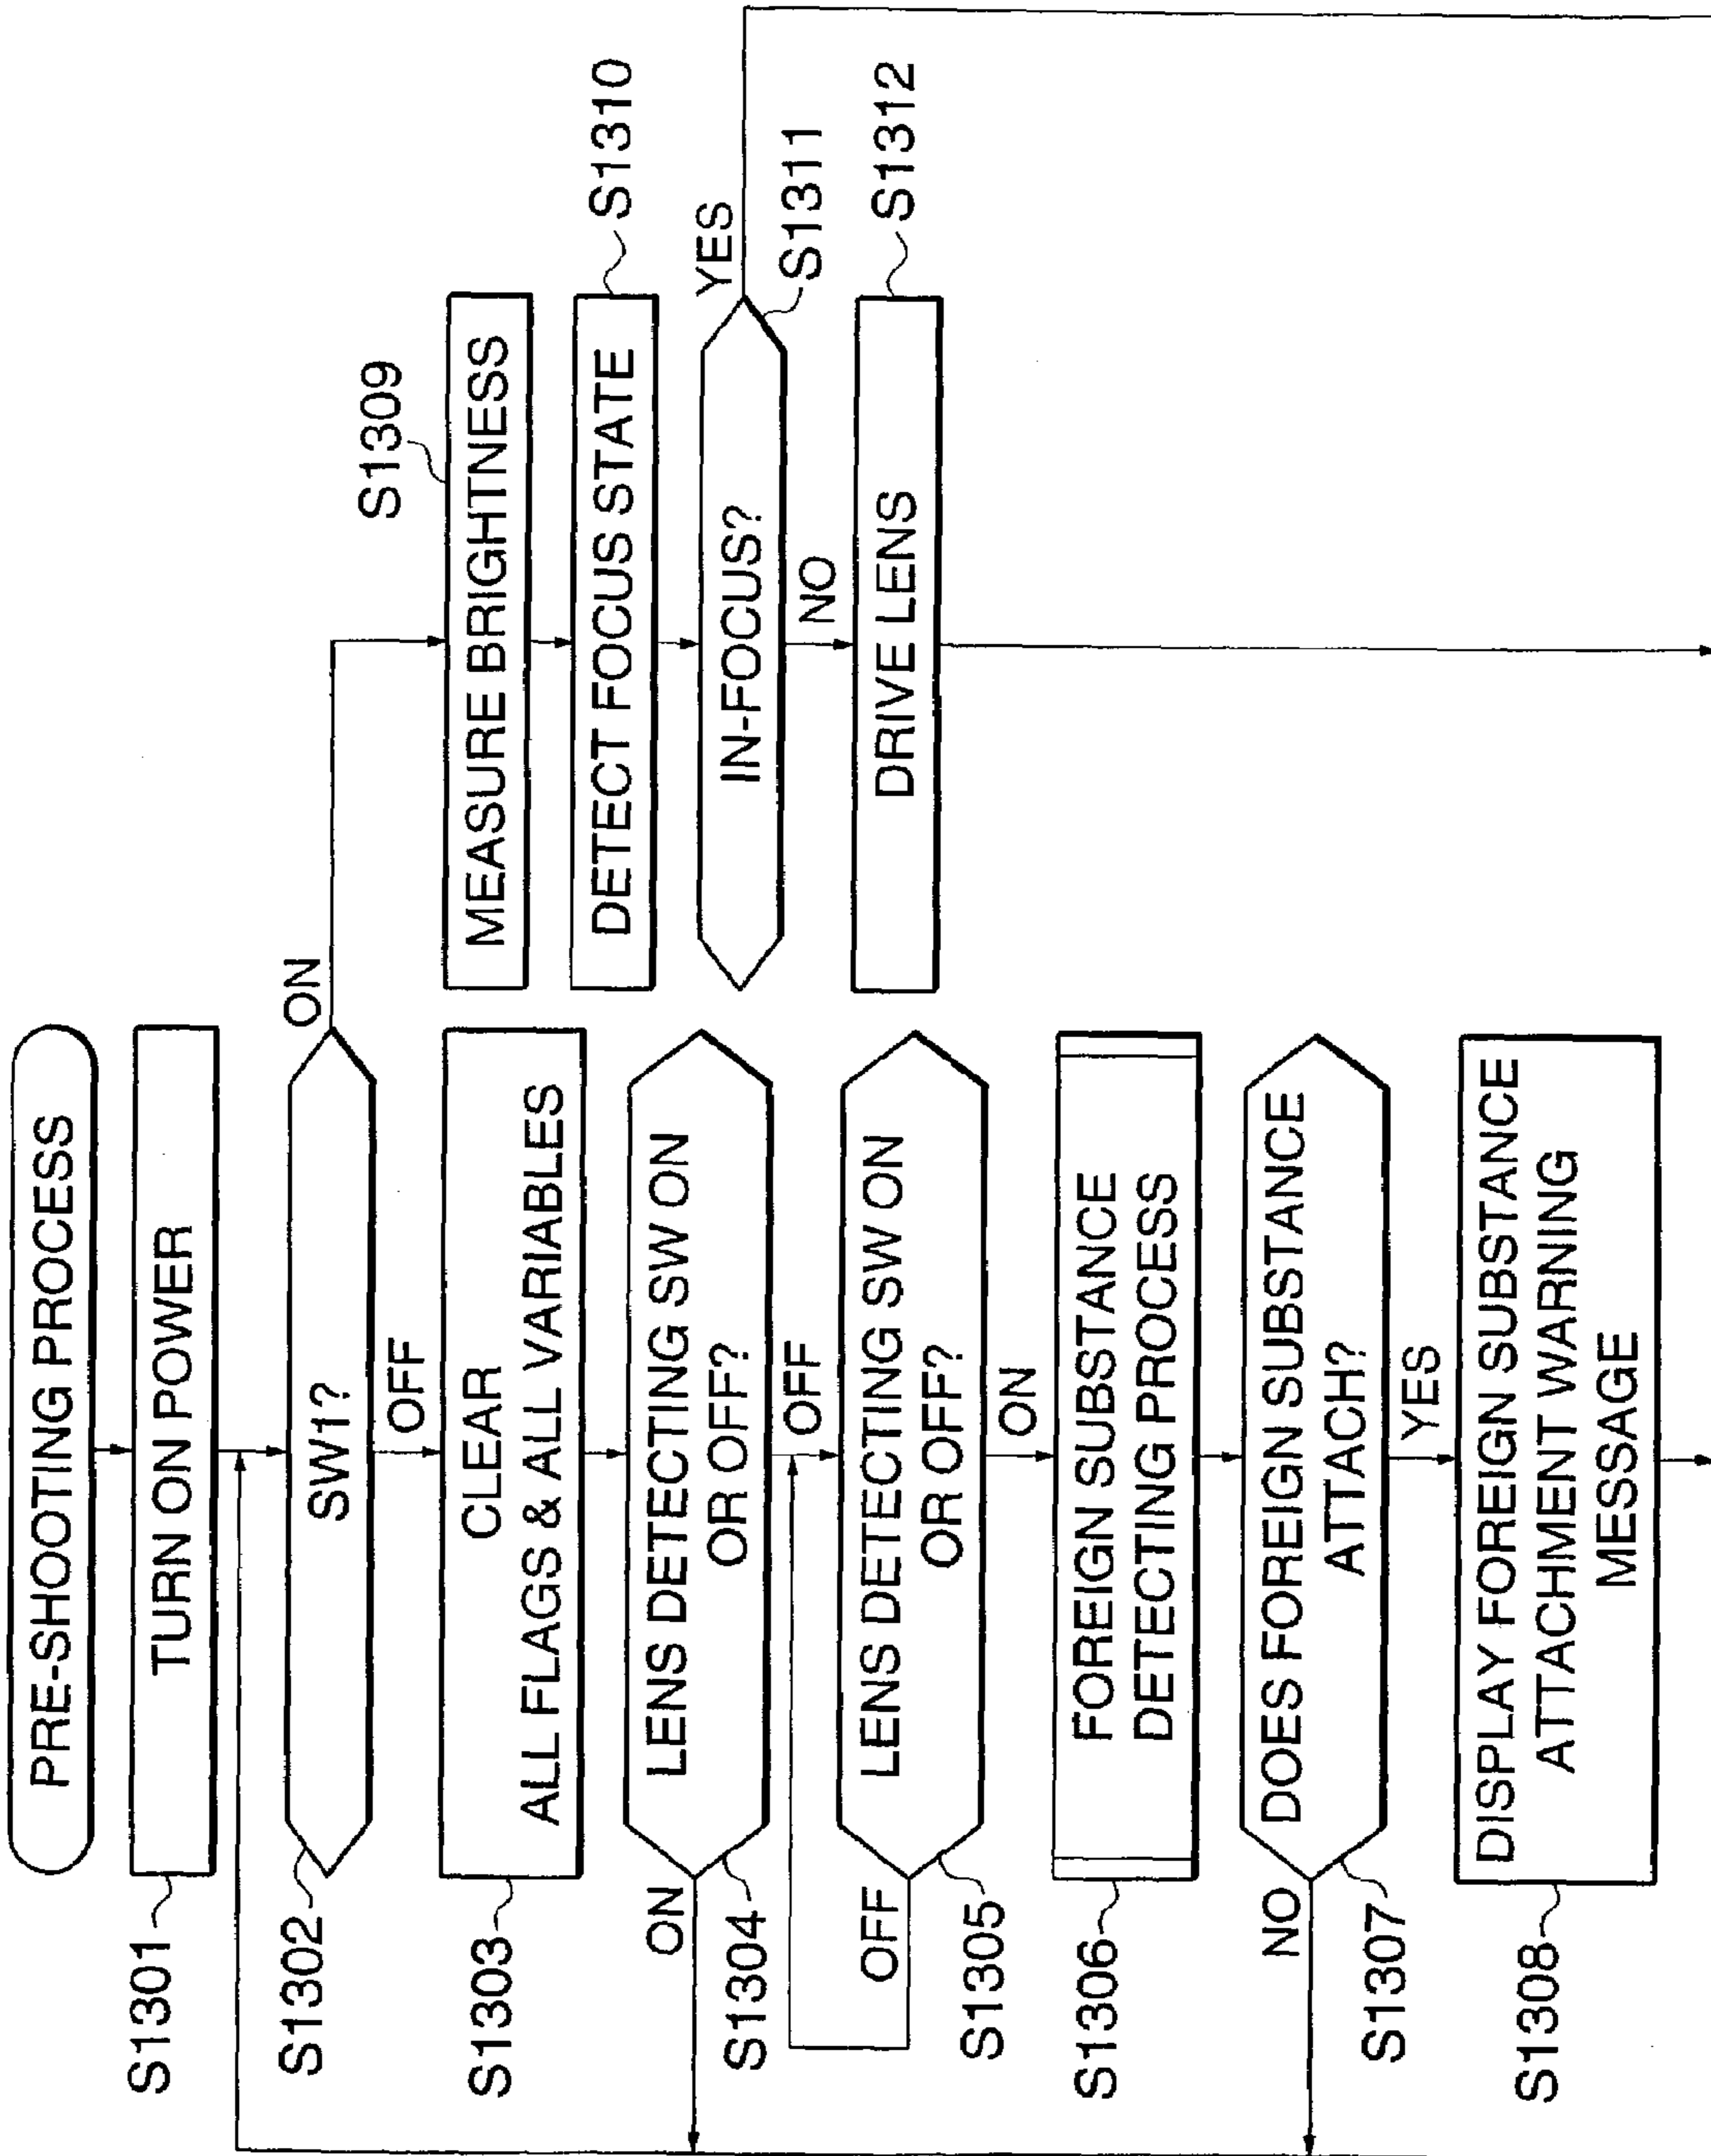 PRE-SHOOTING PROCESS
S1301
TURN ON POWER
S1302
SW1?
ON
OFF
S1303
CLEAR
ALL FLAGS & ALL VARIABLES
S1304
LENS DETECTING SW ON
OR OFF?
ON
OFF
S1305
LENS DETECTING SW ON
OR OFF?
OFF
ON
S1306
FOREIGN SUBSTANCE
DETECTING PROCESS
S1307
DOES FOREIGN SUBSTANCE
ATTACH?
NO
YES
S1308
DISPLAY FOREIGN SUBSTANCE
ATTACHMENT WARNING
MESSAGE
S1309
MEASURE BRIGHTNESS
S1310
DETECT FOCUS STATE
S1311
IN-FOCUS?
YES
NO
S1312
DRIVE LENS